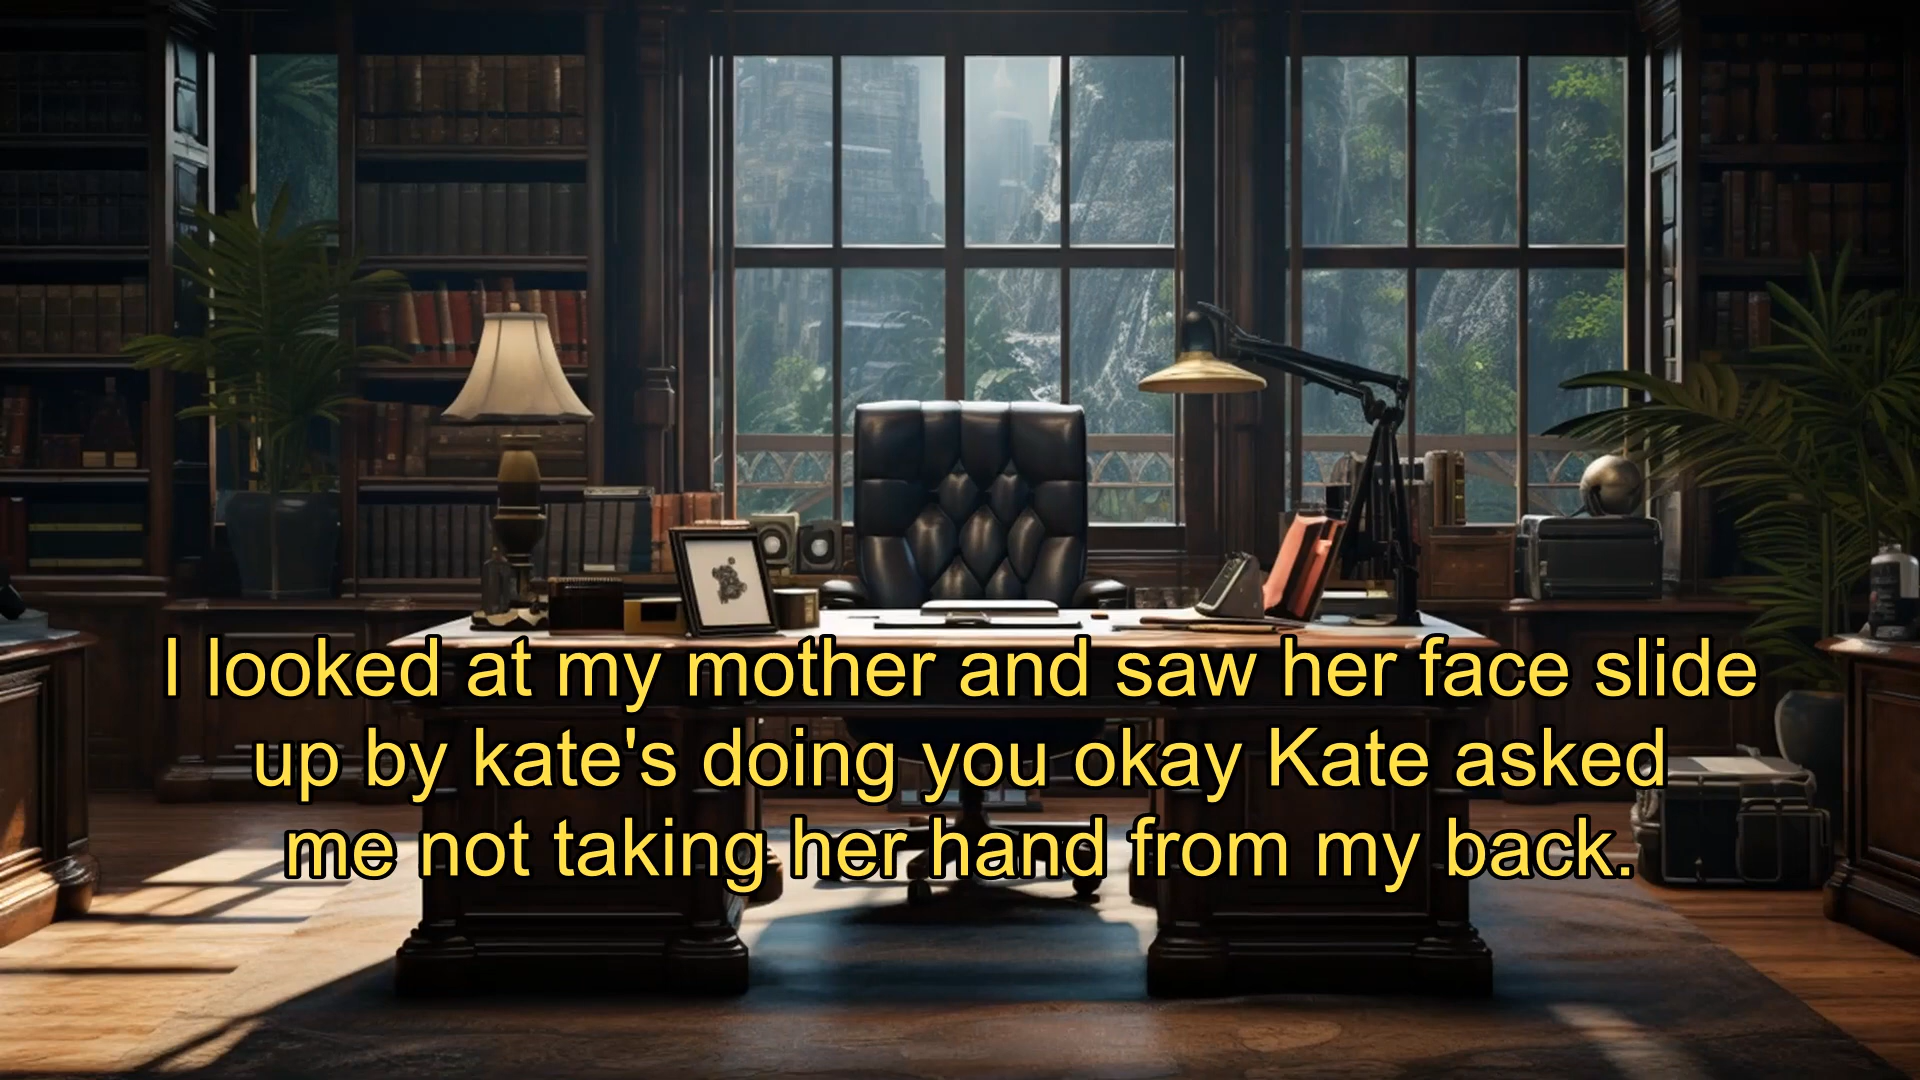 I looked at my mother and saw her face slide
up by kate's doing you okay Kate asked
me not taking her hand from my back.